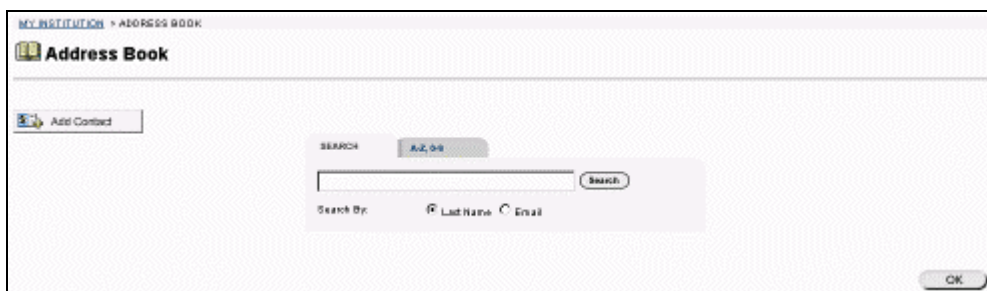 MY INSTITUTION > ADDRESS BOOK
Address Book
Add Contact
SEARCH A-Z, 0-9
Search
Search By: Last Name Email
OK